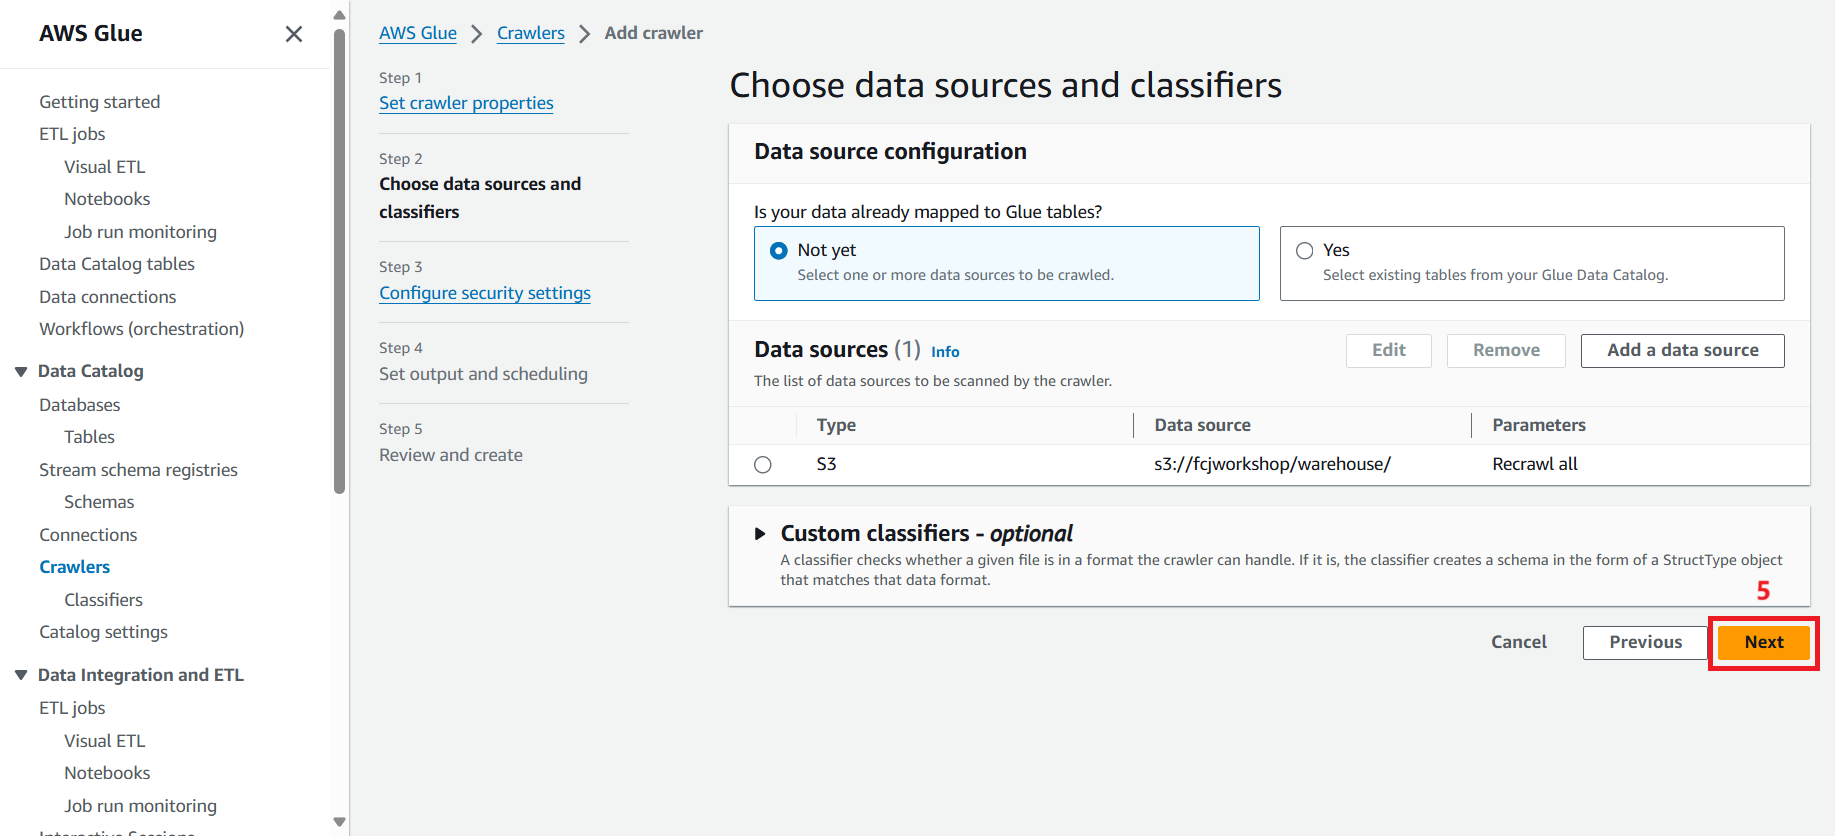 AWS Glue
Getting started
ETL jobs
Visual ETL
Notebooks
Job run monitoring
Data Catalog tables
Data connections
Workflows (orchestration)
Data Catalog
Databases
Tables
Stream schema registries
Schemas
Connections
Crawlers
Classifiers
Catalog settings
Data Integration and ETL
ETL jobs
Visual ETL
Notebooks
Job run monitoring
Interactive Sessions
AWS Glue > Crawlers > Add crawler
Step 1
Set crawler properties
Step 2
Choose data sources and
classifiers
Step 3
Configure security settings
Step 4
Set output and scheduling
Step 5
Review and create
Choose data sources and classifiers
Data source configuration
Is your data already mapped to Glue tables?
Not yet
Select one or more data sources to be crawled.
Yes
Select existing tables from your Glue Data Catalog.
Data sources (1) Info
Edit
Remove
Add a data source
The list of data sources to be scanned by the crawler.
Type Data source Parameters
S3 s3://fcjworkshop/warehouse/ Recrawl all
Custom classifiers - optional
A classifier checks whether a given file is in a format the crawler can handle. If it is, the classifier creates a schema in the form of a StructType object
that matches that data format.
5
Cancel
Previous
Next